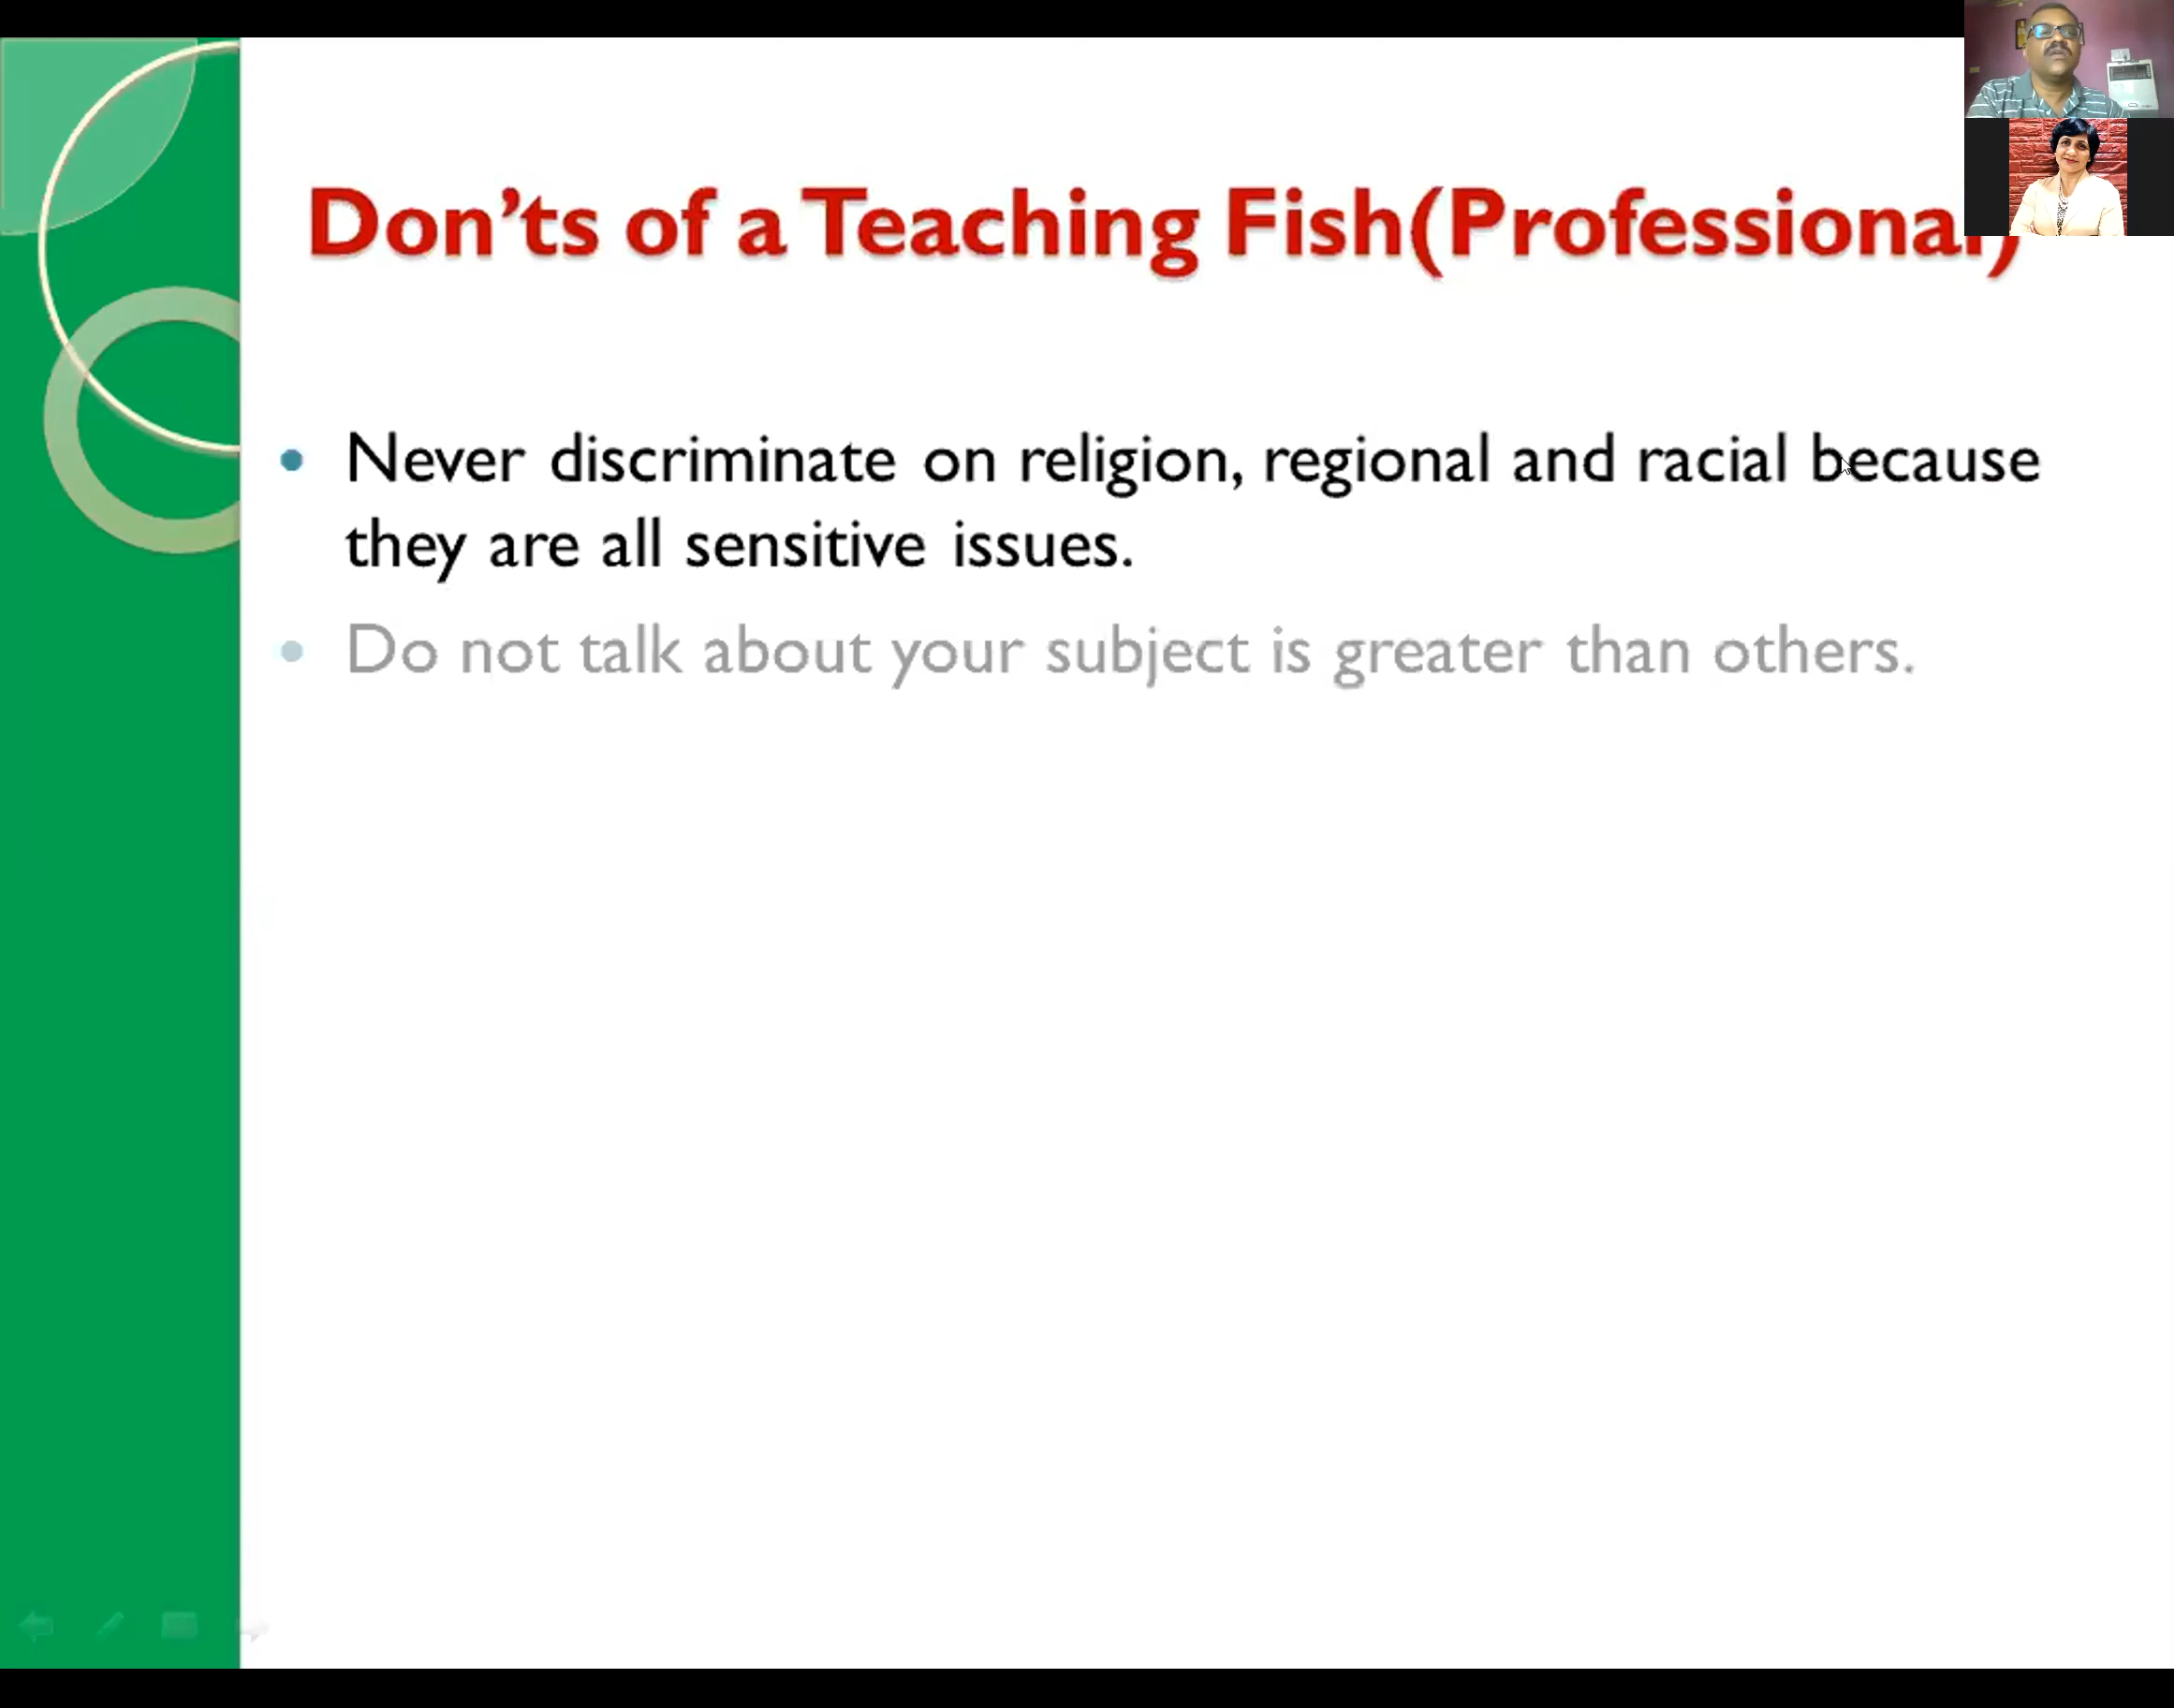 Don’ts of a Teaching Fish(Professional)
• Never discriminate on religion, regional and racial because
they are all sensitive issues.
• Do not talk about your subject is greater than others.